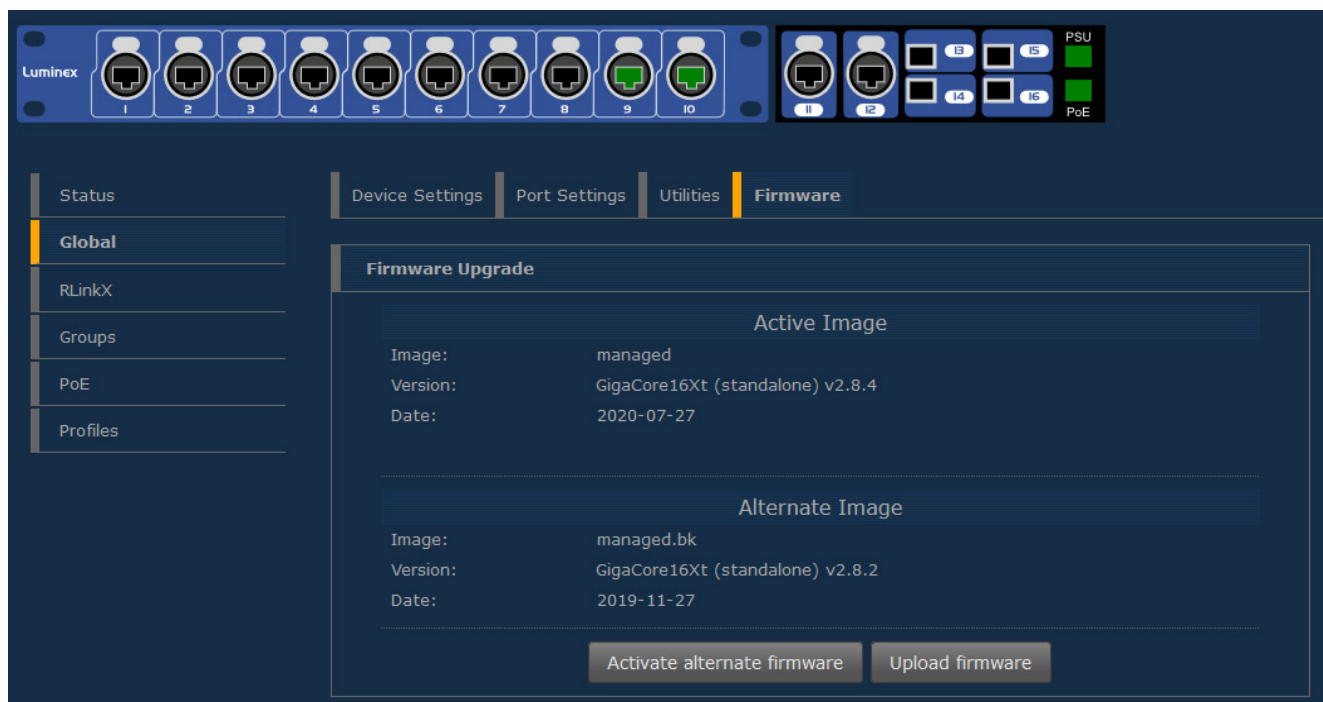 PSU
Luminex
1 2 3 4 5 6 7 8 9 10 11 12 13 14 15 16
PoE
Status
Global
RLinkX
Groups
PoE
Profiles
Device Settings Port Settings Utilities Firmware
Firmware Upgrade
Active Image
Image: managed
Version: GigaCore16Xt (standalone) v2.8.4
Date: 2020-07-27
Alternate Image
Image: managed.bk
Version: GigaCore16Xt (standalone) v2.8.2
Date: 2019-11-27
Activate alternate firmware Upload firmware